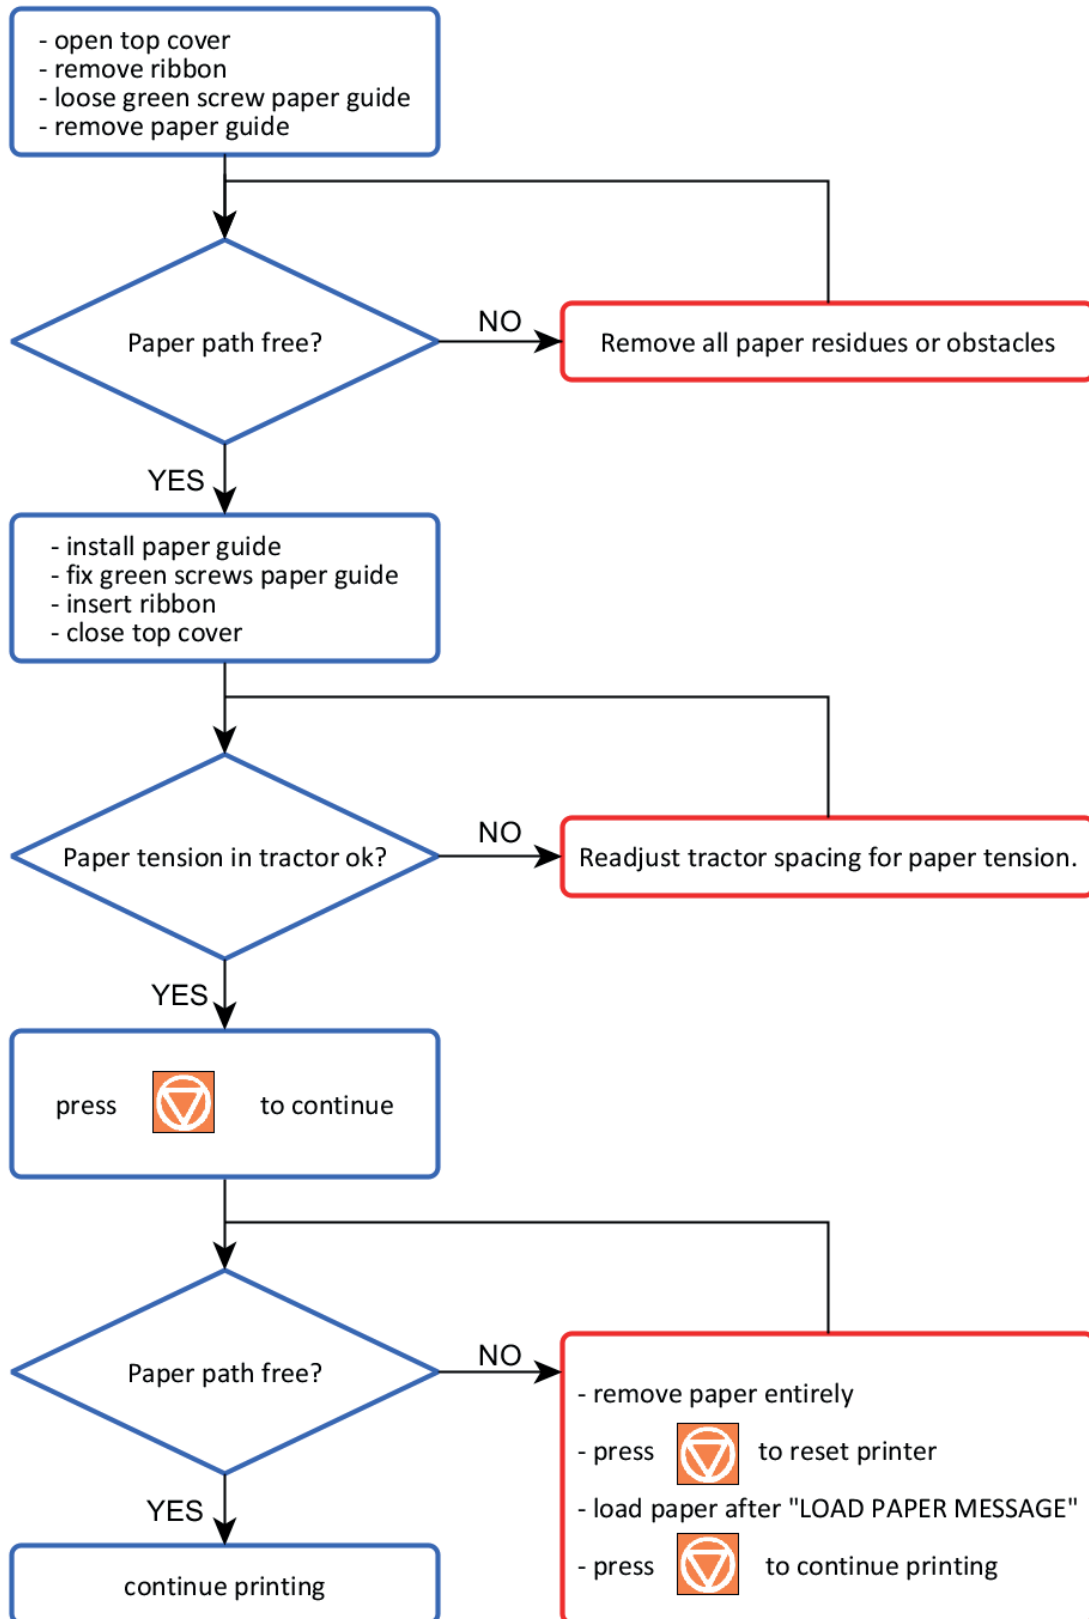 - open top cover
- remove ribbon
- loose green screw paper guide
- remove paper guide
Paper path free?
NO
Remove all paper residues or obstacles
YES
- install paper guide
- fix green screws paper guide
- insert ribbon
- close top cover
Paper tension in tractor ok?
NO
Readjust tractor spacing for paper tension.
YES
press to continue
Paper path free?
NO
- remove paper entirely
- press to reset printer
- load paper after "LOAD PAPER MESSAGE"
- press to continue printing
YES
continue printing